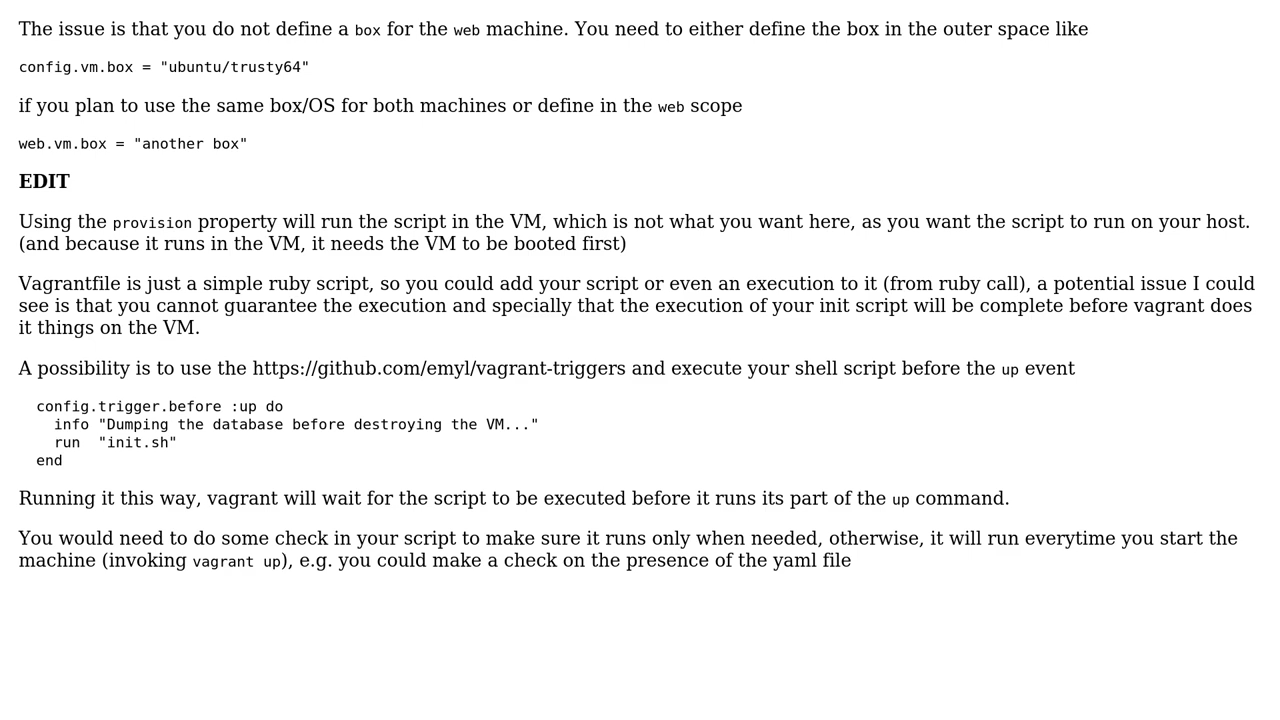 The issue is that you do not define a box for the web machine. You need to either define the box in the outer space like
config.vm.box = "ubuntu/trusty64"
if you plan to use the same box/OS for both machines or define in the web scope
web.vm.box = "another box"
EDIT
Using the provision property will run the script in the VM, which is not what you want here, as you want the script to run on your host.
(and because it runs in the VM, it needs the VM to be booted first)
Vagrantfile is just a simple ruby script, so you could add your script or even an execution to it (from ruby call), a potential issue I could
see is that you cannot guarantee the execution and specially that the execution of your init script will be complete before vagrant does
it things on the VM.
A possibility is to use the https://github.com/emyl/vagrant-triggers and execute your shell script before the up event
  config.trigger.before :up do
    info "Dumping the database before destroying the VM..."
    run  "init.sh"
  end
Running it this way, vagrant will wait for the script to be executed before it runs its part of the up command.
You would need to do some check in your script to make sure it runs only when needed, otherwise, it will run everytime you start the
machine (invoking vagrant up), e.g. you could make a check on the presence of the yaml file